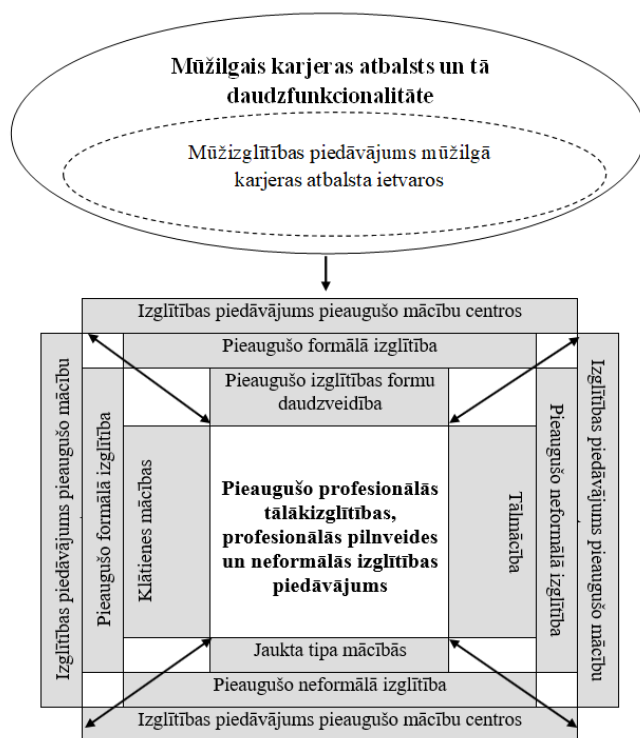 Mūžilgais karjeras atbalsts un tā
daudzfunkcionalitāte
Mūžizglītības piedāvājums mūžilgā
karjeras atbalsta ietvaros
Izglītības piedāvājums pieaugušo mācību centros
Pieaugušo formālā izglītība
Pieaugušo izglītības formu
daudzveidība
Izglītības piedāvājums pieaugušo mācību
Pieaugušo formālā izglītība
Klātienes mācības
Pieaugušo profesionālās
tālākizglītības,
profesionālās pilnveides
un neformālās izglītības
piedāvājums
Tālmācība
Pieaugušo neformālā izglītība
Izglītības piedāvājums pieaugušo mācību
Jaukta tipa mācībās
Pieaugušo neformālā izglītība
Izglītības piedāvājums pieaugušo mācību centros